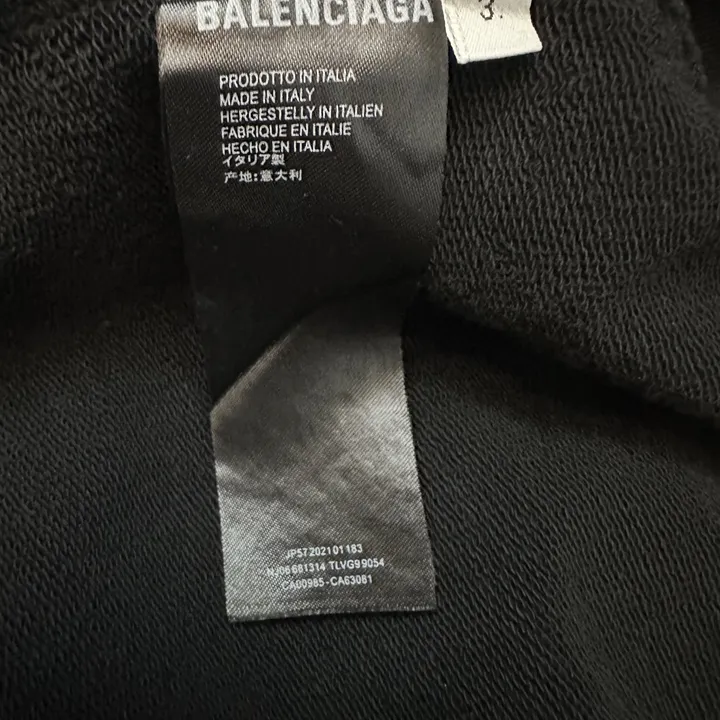 BALENCIAGA
3.
PRODOTTO IN ITALIA
MADE IN ITALY
HERGESTELLY IN ITALIEN
FABRIQUE EN ITALIE
HECHO EN ITALIA
イタリア製
产地:意大利
JP57202101183
NJ06681314 TLVG99054
CA00985-CA63081